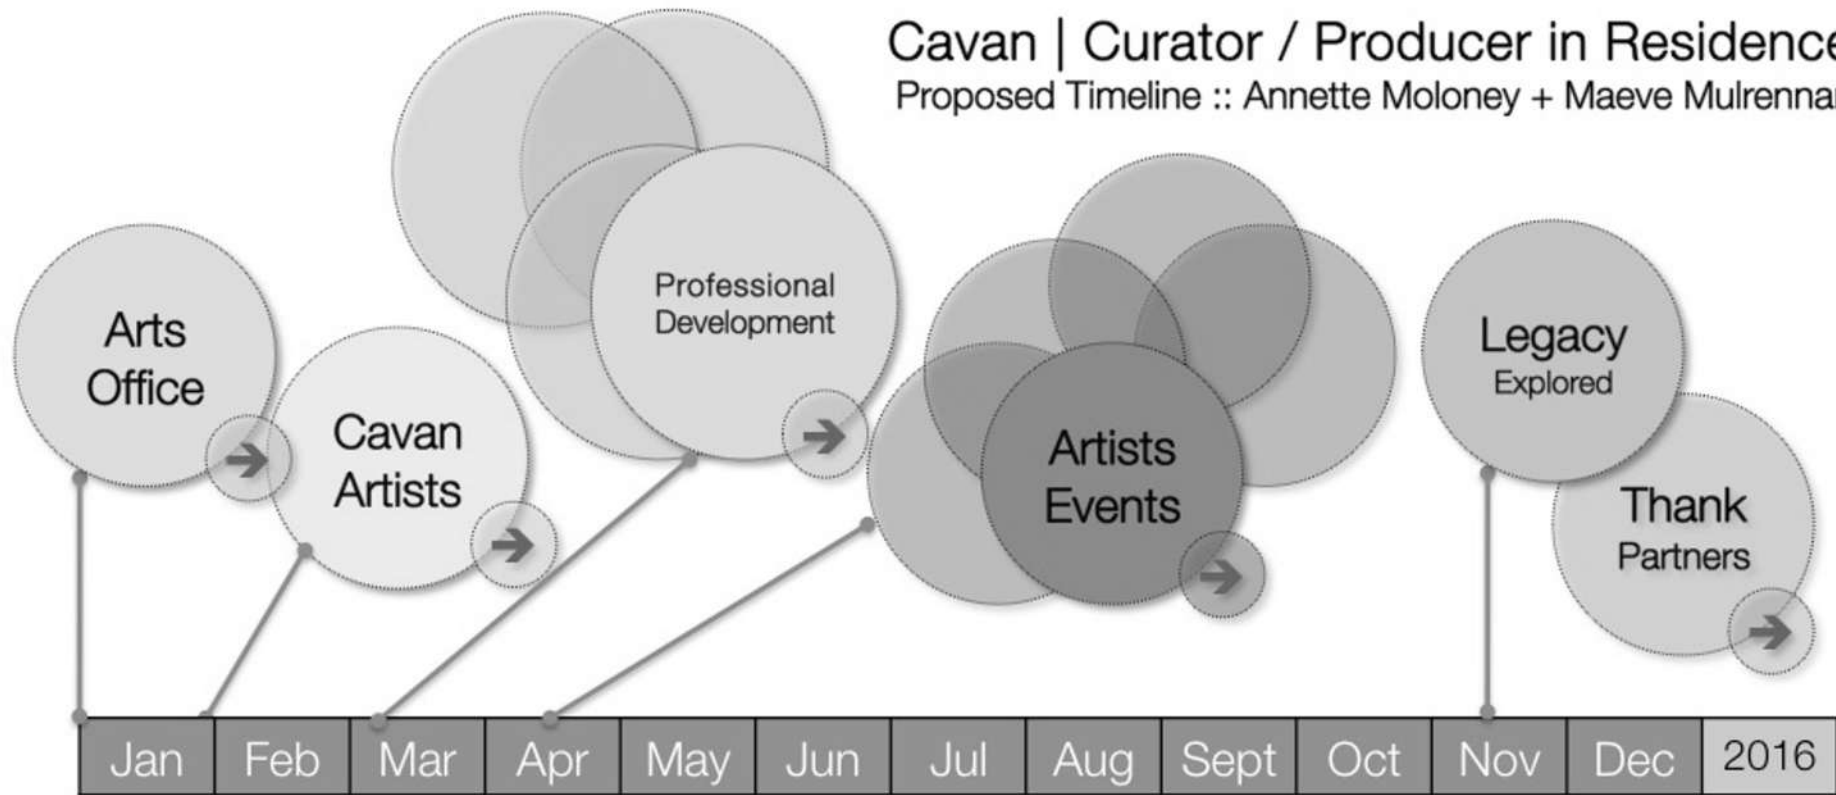 Cavan | Curator / Producer in Residence
Proposed Timeline :: Annette Moloney + Maeve Mulrennan
Arts
Office
Cavan
Artists
Professional
Development
Artists
Events
Legacy
Explored
Thank
Partners
Jan Feb Mar Apr May Jun Jul Aug Sept Oct Nov Dec 2016